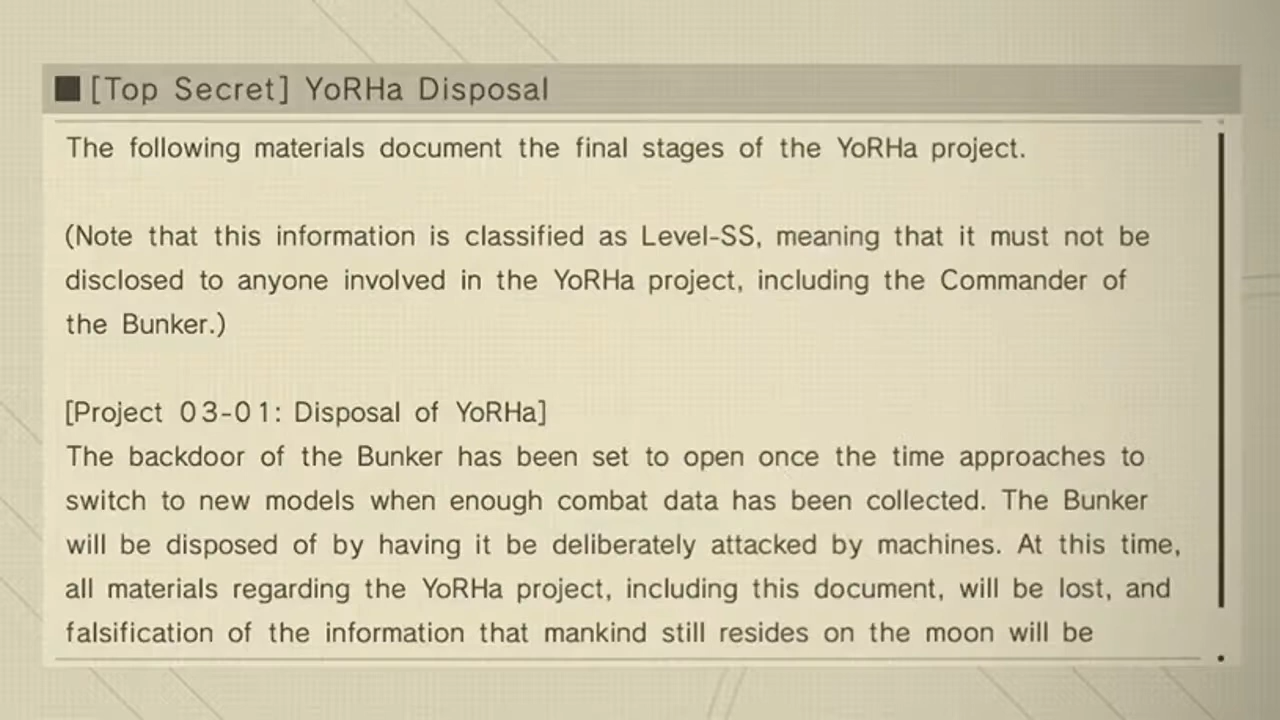 [Top Secret] YoRHa Disposal
The following materials document the final stages of the YoRHa project.
(Note that this information is classified as Level-SS, meaning that it must not be
disclosed to anyone involved in the YoRHa project, including the Commander of
the Bunker.)
[Project 03-01: Disposal of YoRHa]
The backdoor of the Bunker has been set to open once the time approaches to
switch to new models when enough combat data has been collected. The Bunker
will be disposed of by having it be deliberately attacked by machines. At this time,
all materials regarding the YoRHa project, including this document, will be lost, and
falsification of the information that mankind still resides on the moon will be